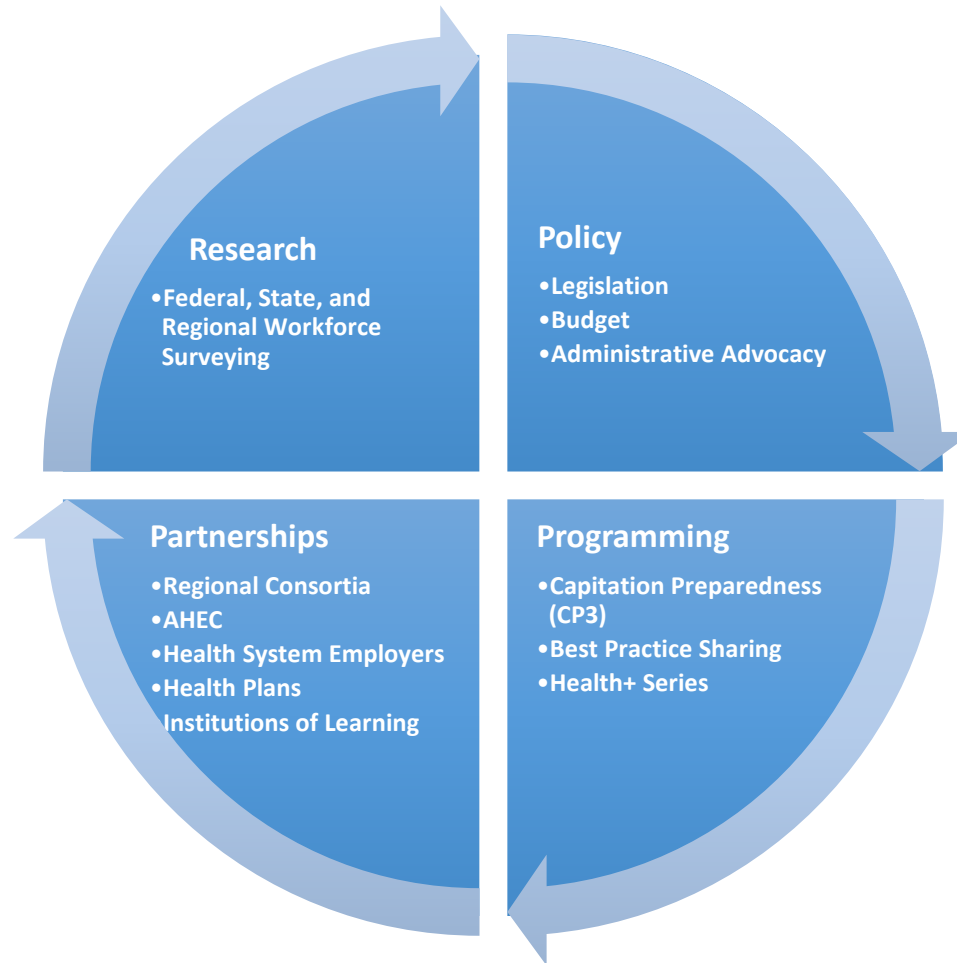 Research
•Federal, State, and
Regional Workforce
Surveying
Policy
•Legislation
•Budget
•Administrative Advocacy
Partnerships
•Regional Consortia
•AHEC
•Health System Employers
•Health Plans
Institutions of Learning
Programming
•Capitation Preparedness
(CP3)
•Best Practice Sharing
•Health+ Series